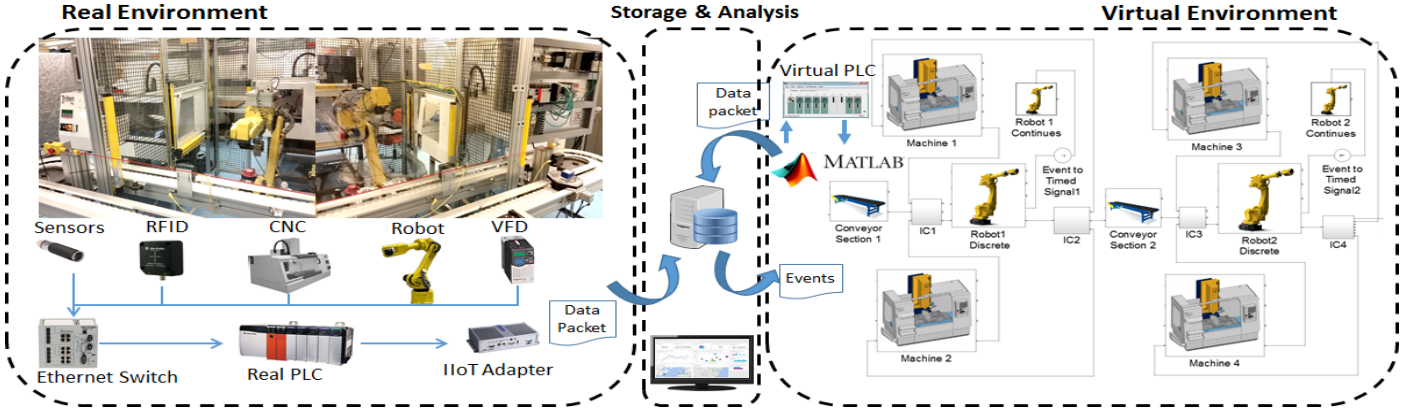 Real Environment
Storage & Analysis
Virtual Environment
Sensors
RFID
CNC
Robot
VFD
Ethernet Switch
Real PLC
IIoT Adapter
Data
Packet
Data
packet
Events
Virtual PLC
MATLAB
Machine 1
Robot 1
Continues
Event to
Timed
Signal1
Conveyor
Section 1
IC1
Robot1
Discrete
IC2
Machine 2
Machine 3
Robot 2
Continues
Event to
Timed
Signal2
Conveyor
Section 2
IC3
Robot2
Discrete
IC4
Machine 4